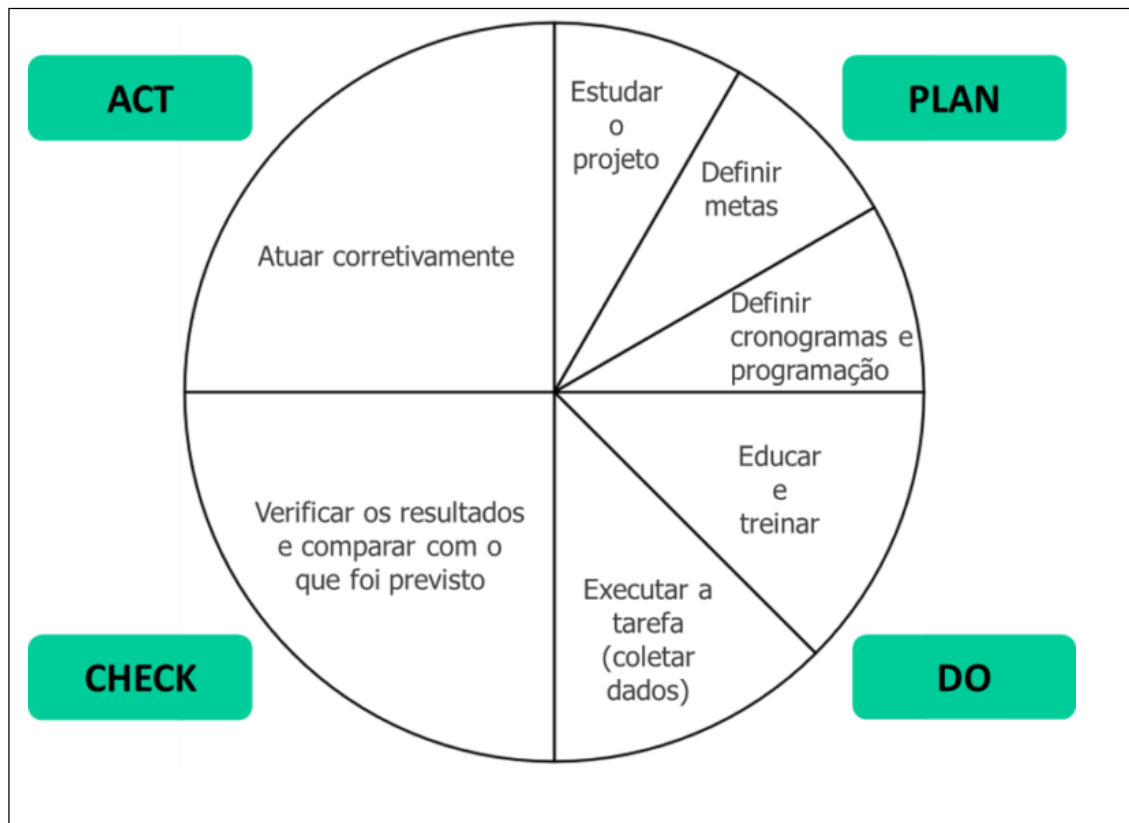 ACT
PLAN
Estudar
o
projeto
Definir
metas
Definir
cronogramas e
programação
Atuar corretivamente
Educar
e
treinar
Verificar os resultados
e comparar com o
que foi previsto
Executar a
tarefa
(coletar
dados)
CHECK
DO